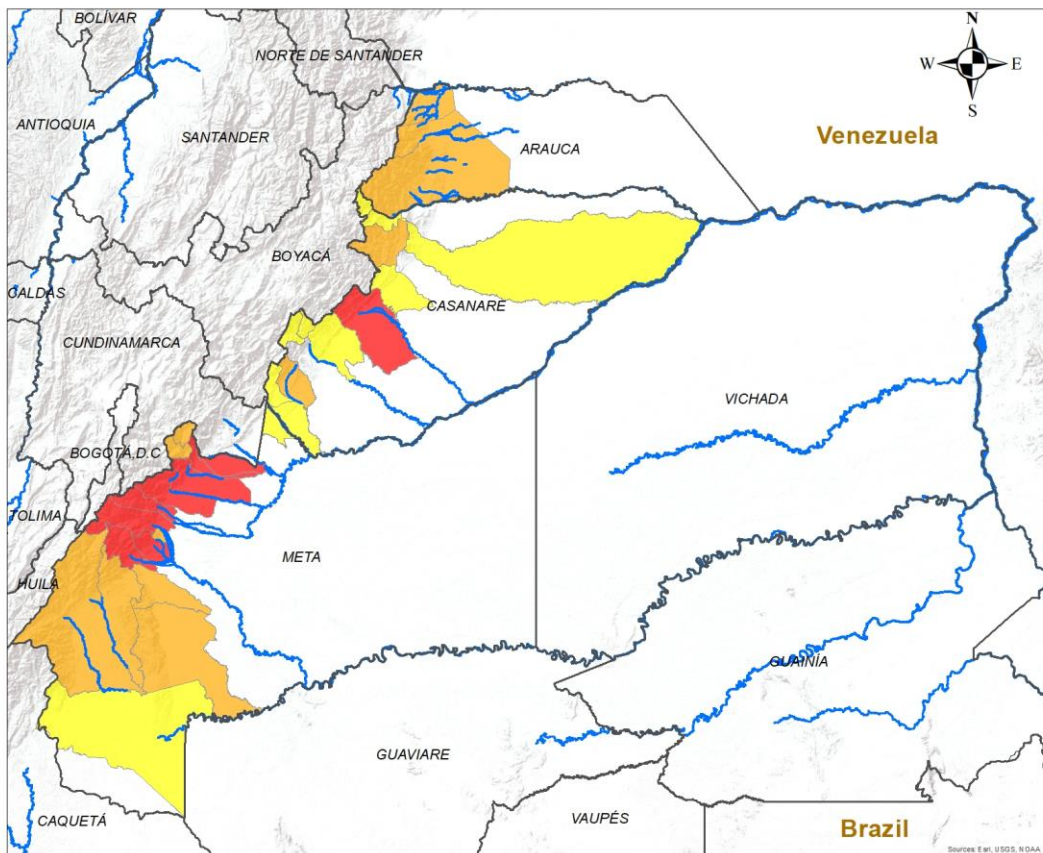 BOLÍVAR
NORTE DE SANTANDER
N
W
E
S
ANTIOQUIA
SANTANDER
ARAUCA
Venezuela
BOYACÁ
CALDAS
CASANARE
CUNDINAMARCA
VICHADA
BOGOTÁ,D.C
TOLIMA
META
HUILA
GUAINÍA
GUAVIARE
CAQUETÁ
VAUPÉS
Brazil
Sources: Esri, USGS, NOAA